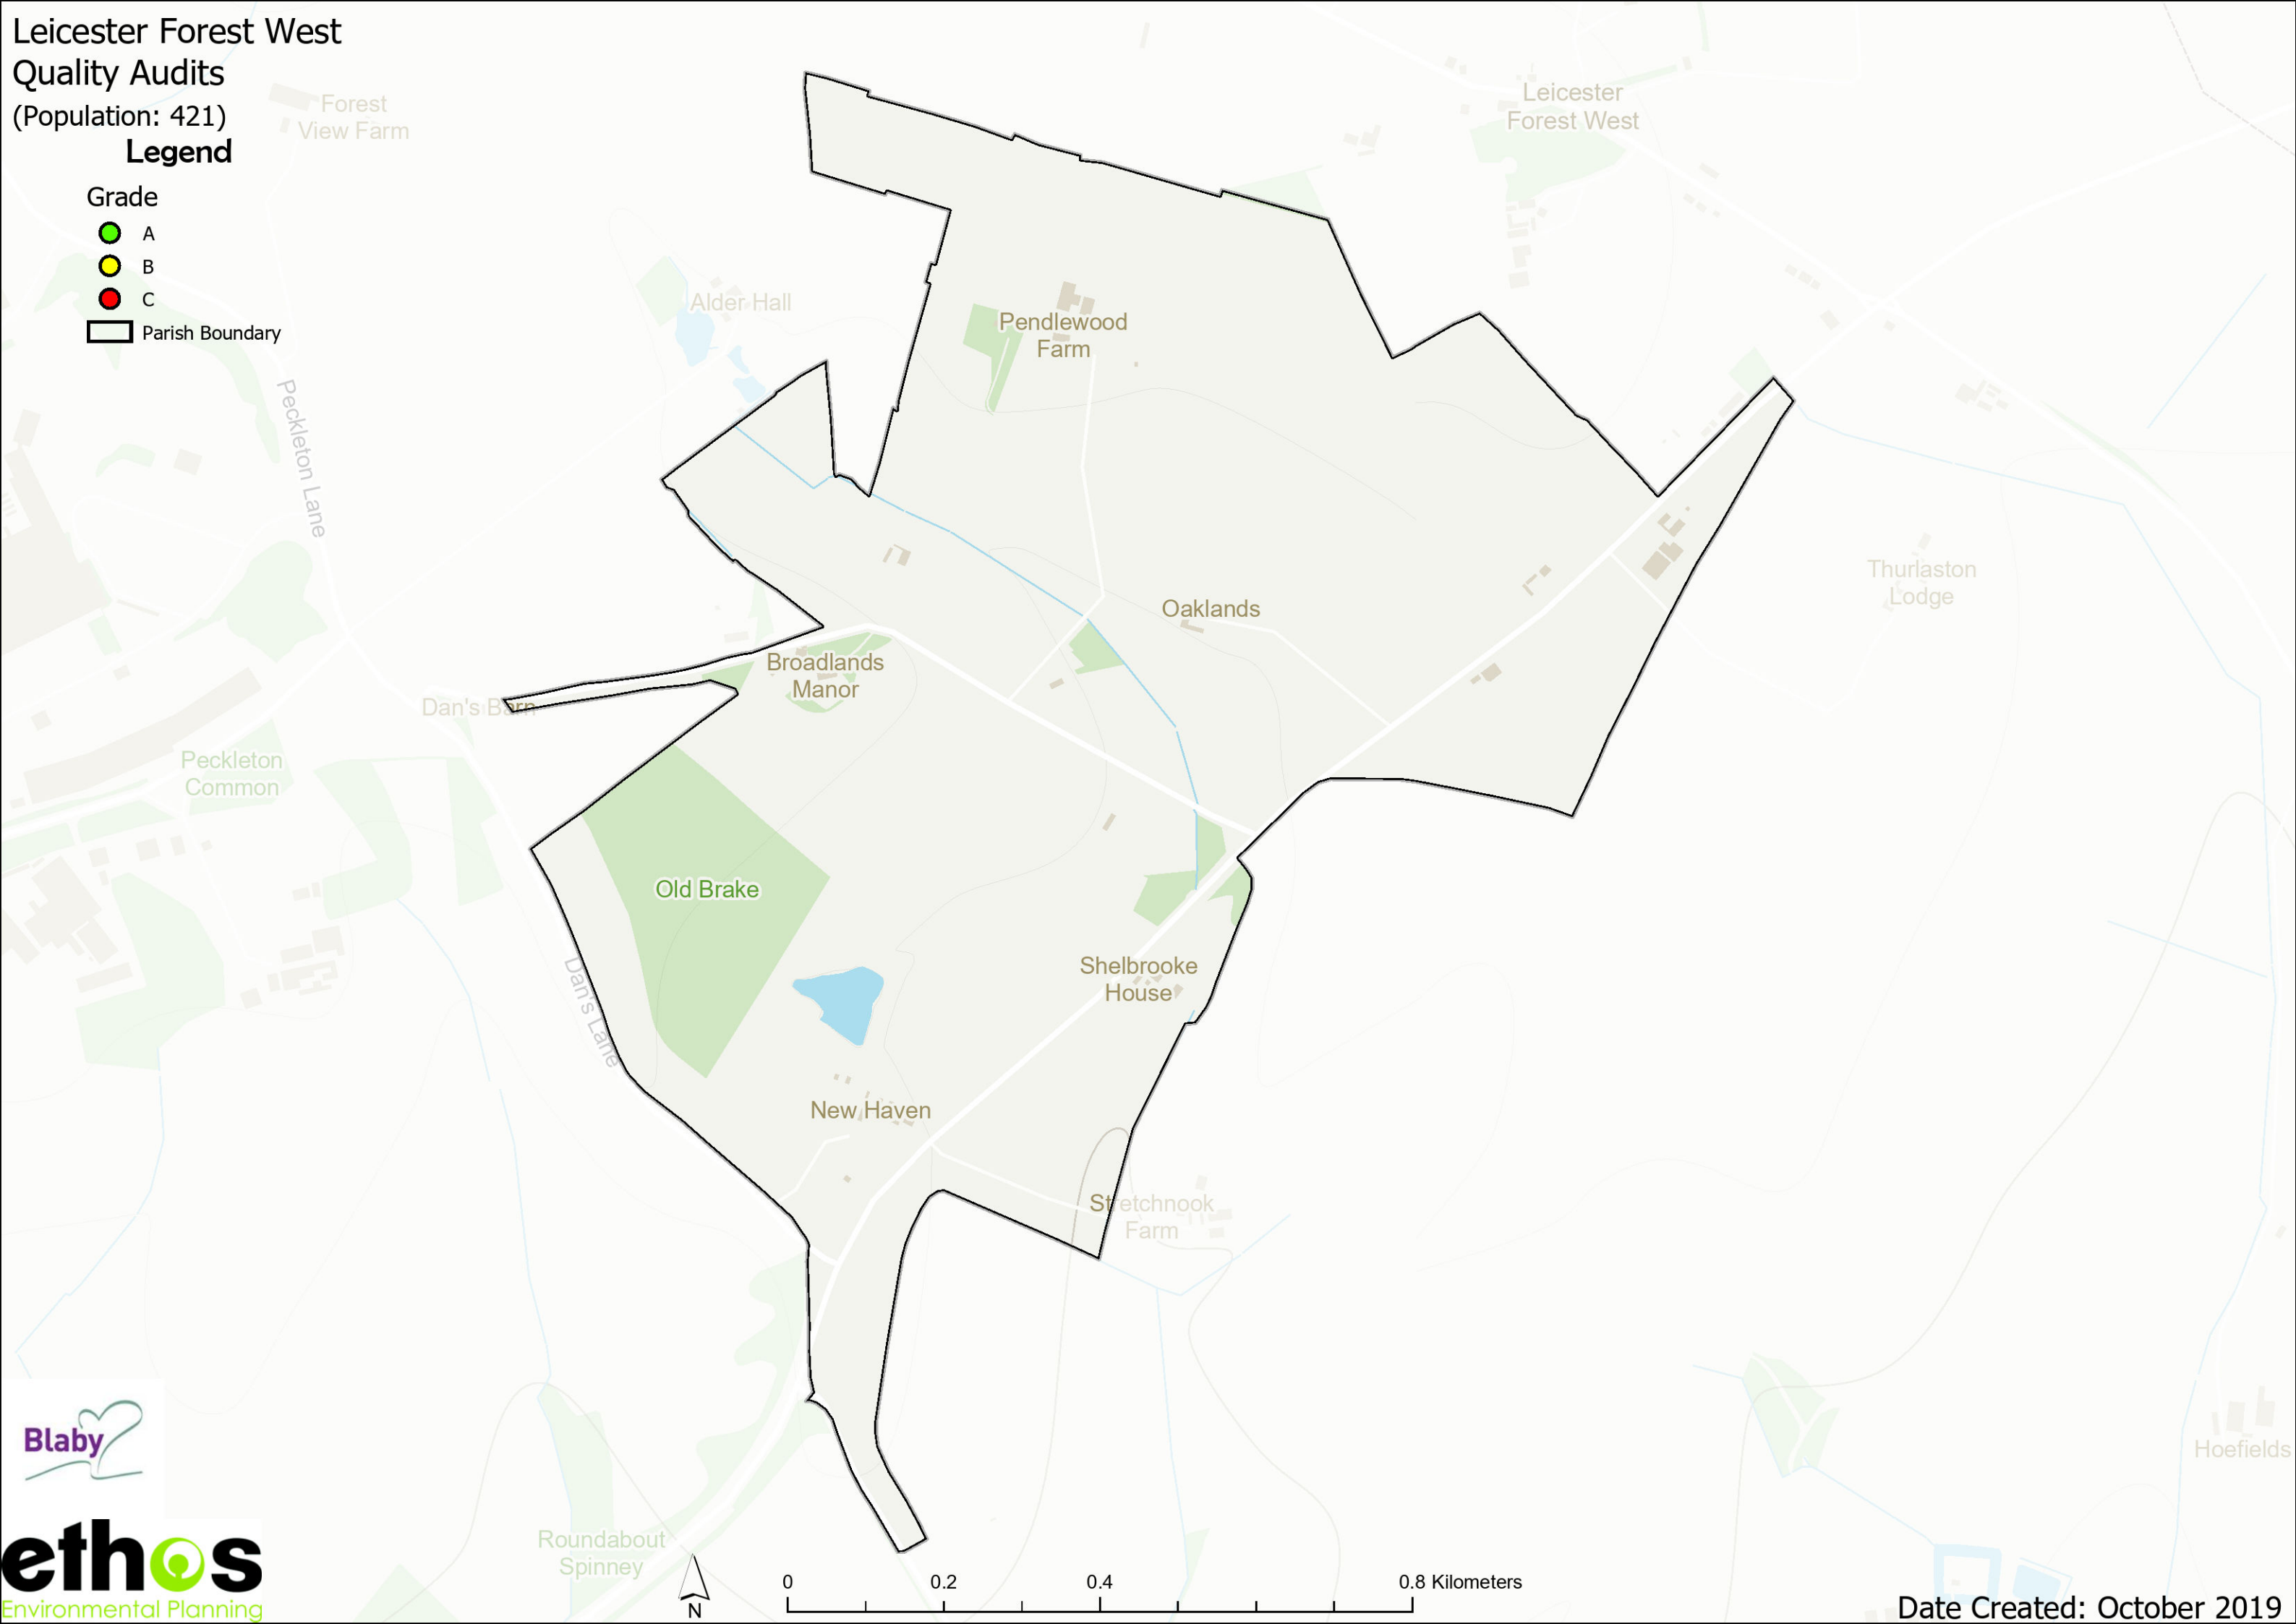 Leicester Forest West
Quality Audits
(Population: 421)
Legend
Grade
A
B
C
Parish Boundary
Forest
View Farm
Leicester
Forest West
Alder Hall
Pendlewood
Farm
Peckleton Lane
Thurlaston
Lodge
Oaklands
Broadlands
Manor
Dan's Barn
Peckleton
Common
Old Brake
Shelbrooke
House
Dan's Lane
New Haven
Stretchnook
Farm
Hoefields
Roundabout
Spinney
Blaby
ethos
Environmental Planning
N
0 0.2 0.4 0.8 Kilometers
Date Created: October 2019